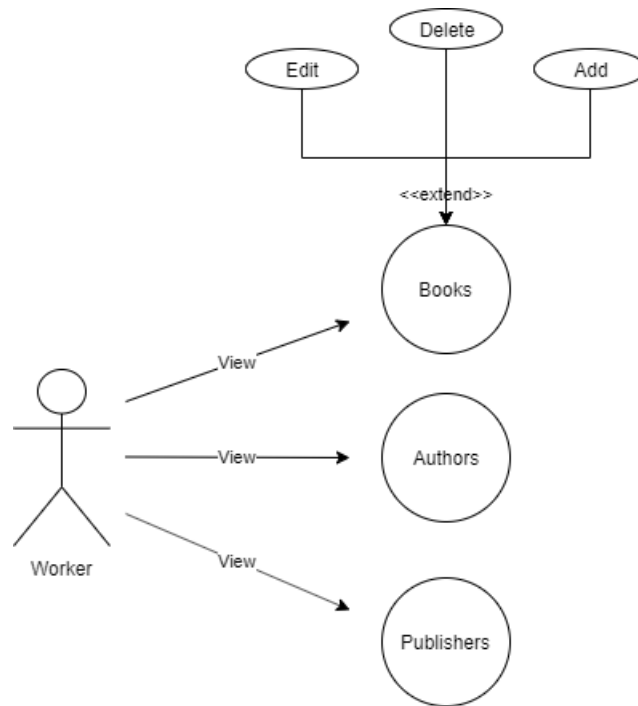 Delete
Edit
Add
<<extend>>
Books
View
View
Authors
View
Worker
Publishers